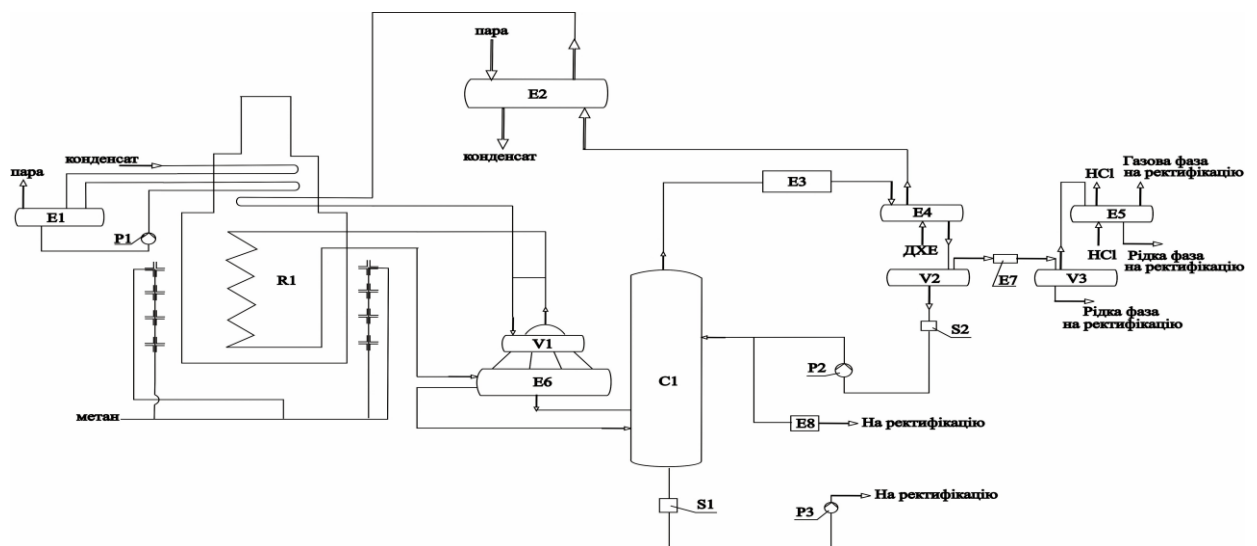 пара
E2
конденсат
конденсат
пара
E1
P1
R1
метан
V1
E6
C1
E3
E4
ДХЕ
V2
E7
V3
HCl
Газова фаза
на ректифікацію
E5
HCl
Рідка фаза
на ректифікацію
Рідка фаза
на ректифікацію
S2
P2
E8
На ректифікацію
S1
P3
На ректифікацію